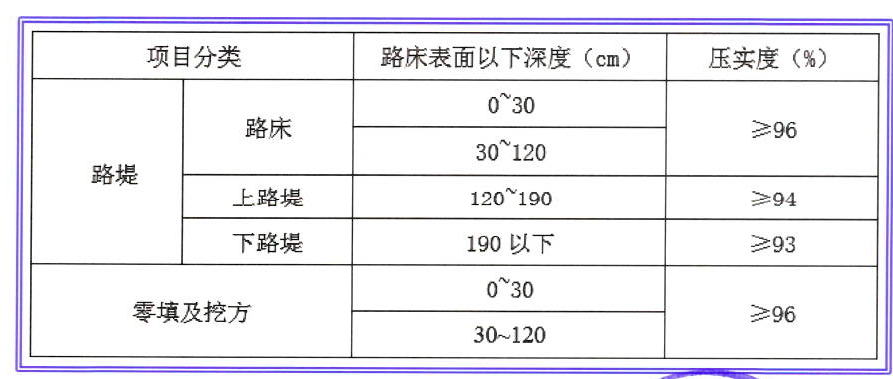 项目分类 路床表面以下深度（cm） 压实度（%）
路堤 路床 0~30 ≥96
30~120
上路堤 120~190 ≥94
下路堤 190 以下 ≥93
零填及挖方 0~30 ≥96
30~120